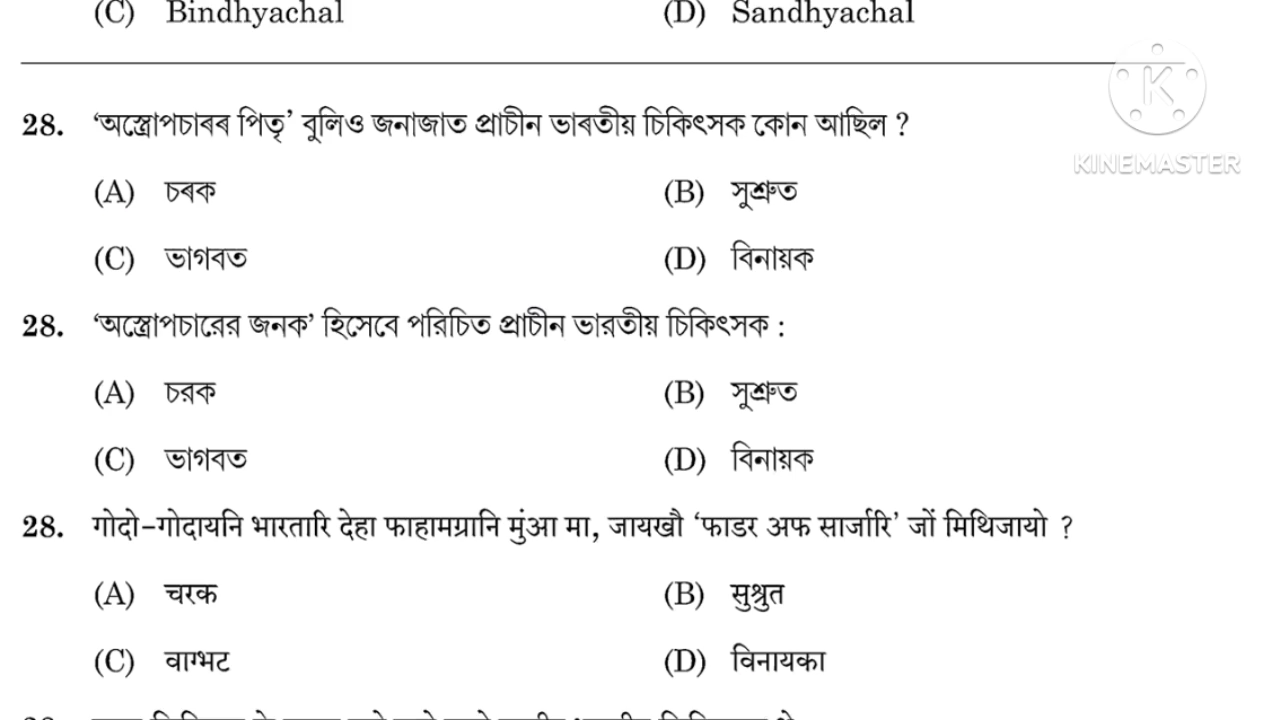 (C) Bindhyachal (D) Sandhyachal
KINEMASTER
28. ‘অস্ত্ৰোপচাৰৰ পিতৃ’ বুলিও জনাজাত প্ৰাচীন ভাৰতীয় চিকিৎসক কোন আছিল ?
(A) চৰক (B) সুশ্ৰুত
(C) ভাগবত (D) বিনায়ক
28. ‘অস্ত্রোপচারের জনক’ হিসেবে পরিচিত প্রাচীন ভারতীয় চিকিৎসক :
(A) চরক (B) সুশ্রুত
(C) ভাগবত (D) বিনায়ক
28. गोदो–गोदायनि भारतारि देहा फाहामग्रानि मुंआ मा, जायखौ ‘फाडर अफ सार्जारि’ जों मिथिजायो ?
(A) चरक (B) सुश्रुत
(C) वाग्भट (D) विनायका